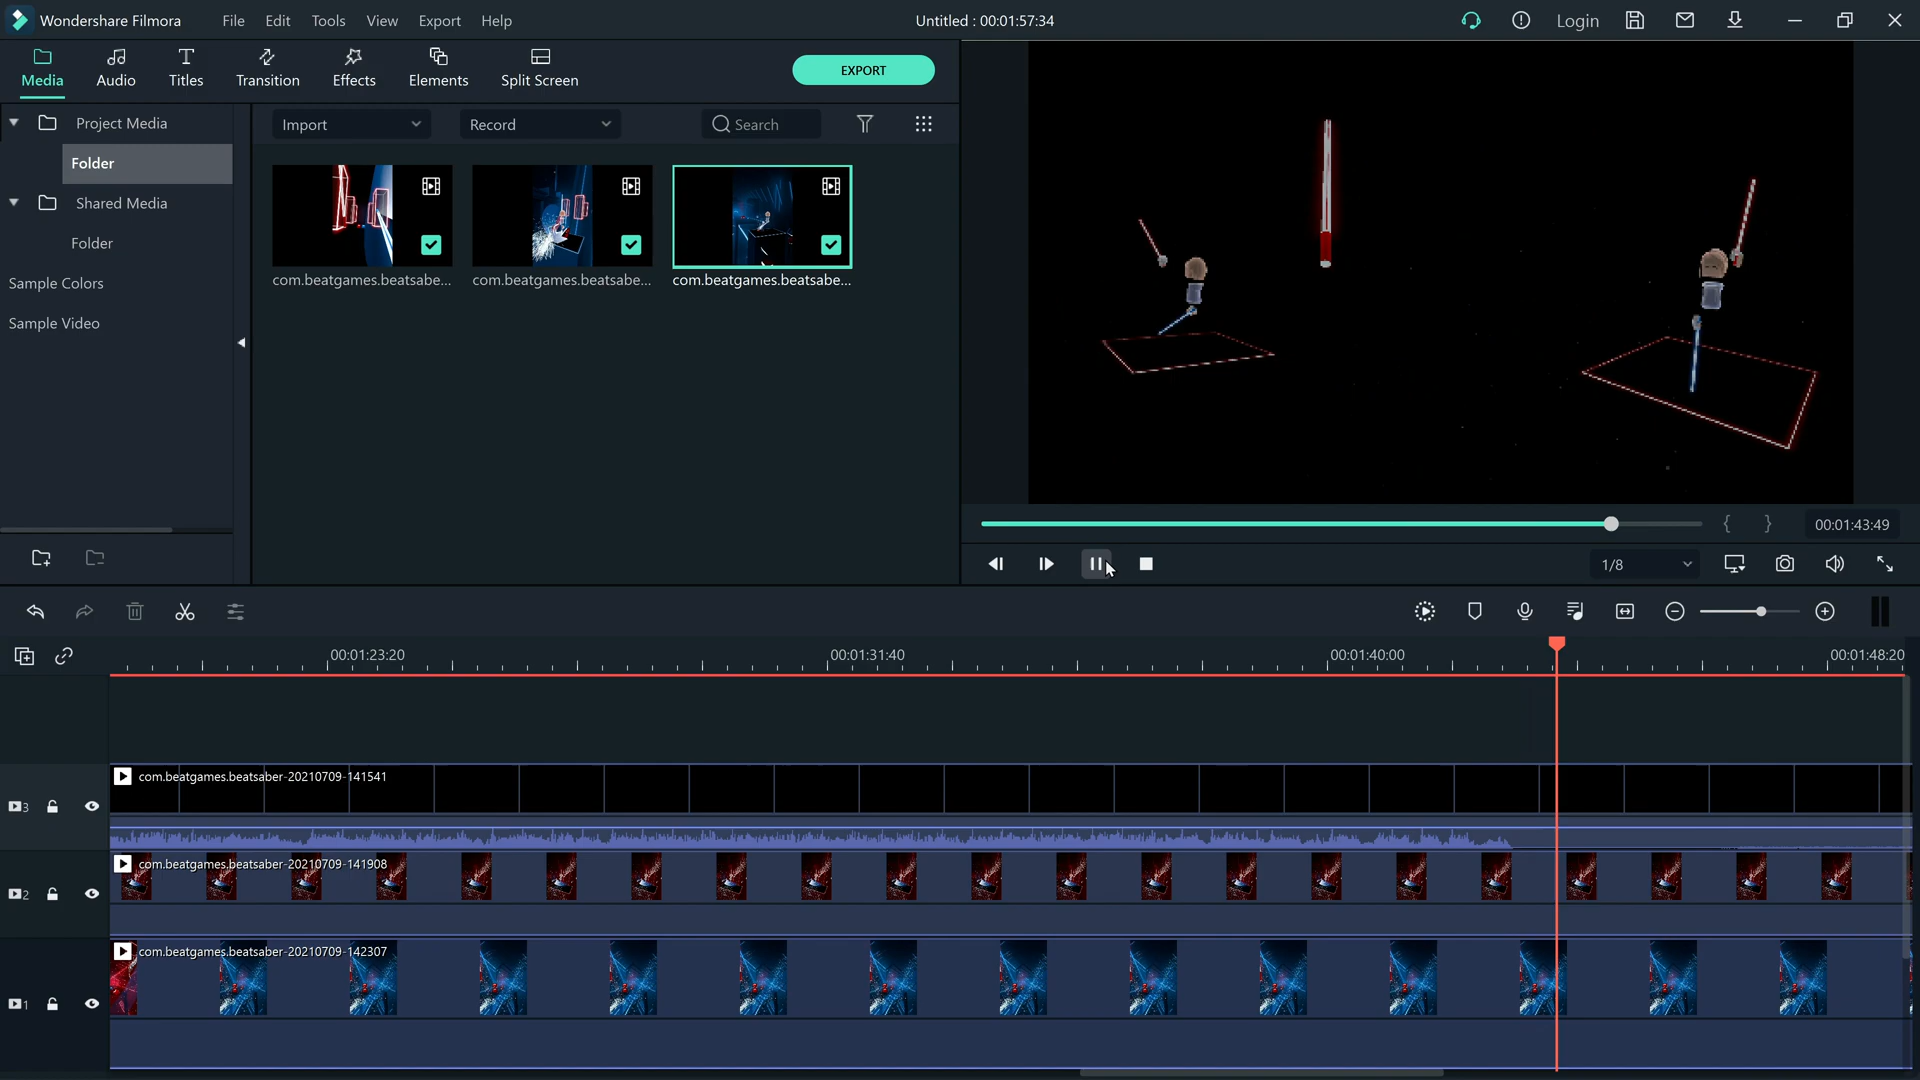 Wondershare Filmora File Edit Tools View Export Help Untitled : 00:01:57:34 Login
Media Audio Titles Transition Effects Elements Split Screen EXPORT
Project Media
Folder
Shared Media
Folder
Sample Colors
Sample Video
Import Record Search
com.beatgames.beatsabe... com.beatgames.beatsabe... com.beatgames.beatsabe...
{ } 00:01:43:49
1/8
00:01:23:20 00:01:31:40 00:01:40:00 00:01:48:20
3 com.beatgames.beatsaber-20210709-141541
2 com.beatgames.beatsaber-20210709-141908
1 com.beatgames.beatsaber-20210709-142307